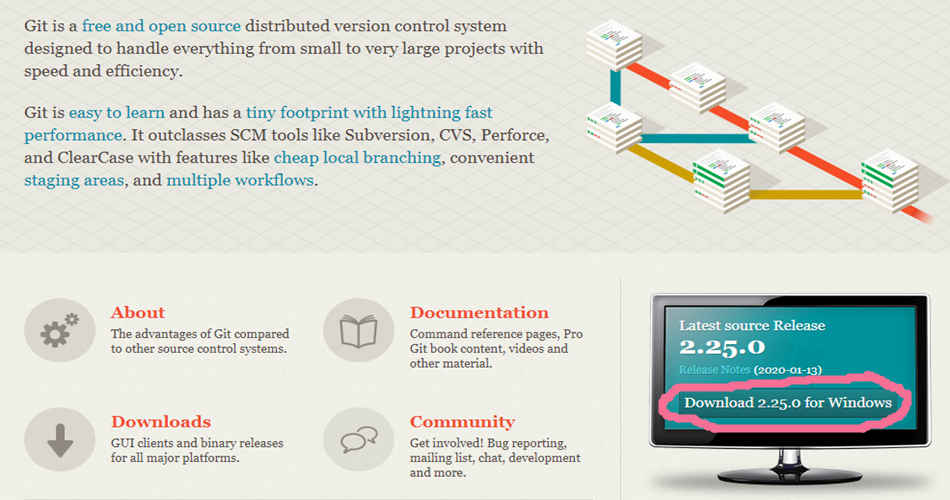 Git is a free and open source distributed version control system
designed to handle everything from small to very large projects with
speed and efficiency.
Git is easy to learn and has a tiny footprint with lightning fast
performance. It outclasses SCM tools like Subversion, CVS, Perforce,
and ClearCase with features like cheap local branching, convenient
staging areas, and multiple workflows.
About
The advantages of Git compared
to other source control systems.
Documentation
Command reference pages, Pro
Git book content, videos and
other material.
Downloads
GUI clients and binary releases
for all major platforms.
Community
Get involved! Bug reporting,
mailing list, chat, development
and more.
Latest source Release
2.25.0
Release Notes (2020-01-13)
Download 2.25.0 for Windows